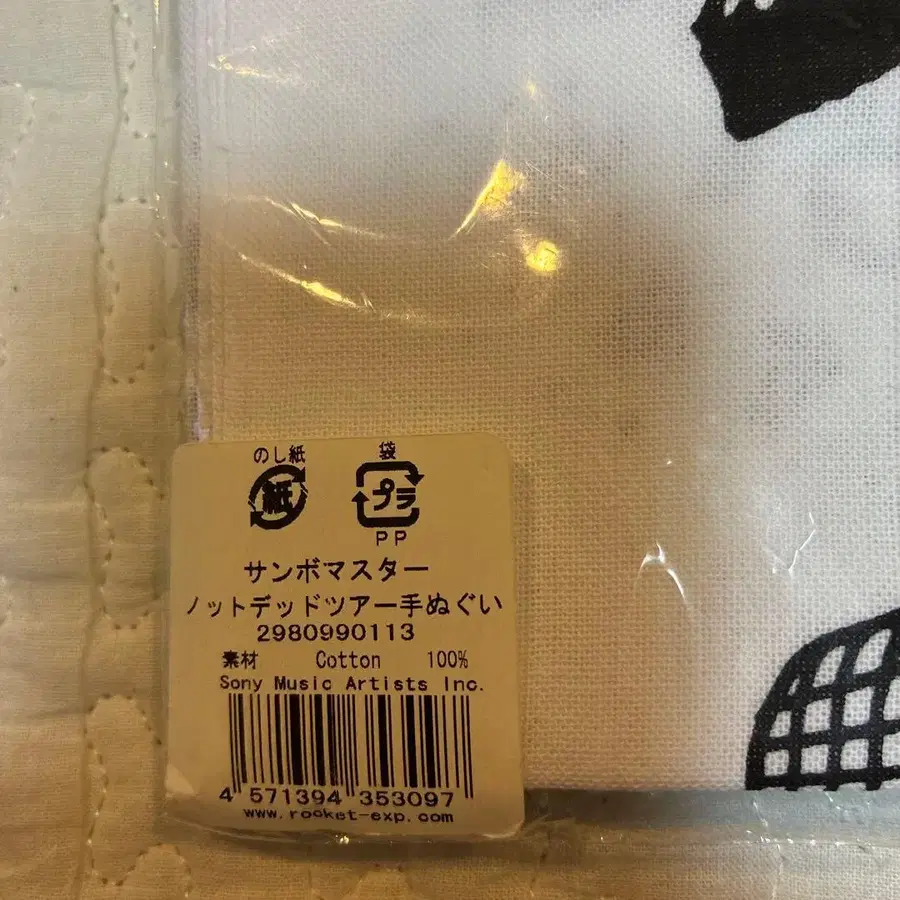 のし紙 袋
紙 プラ
PP
サンボマスター
ノットデッドツアー手ぬぐい
2980990113
素材 Cotton 100%
Sony Music Artists Inc.
4 571394 353097
www.rocket-exp.com